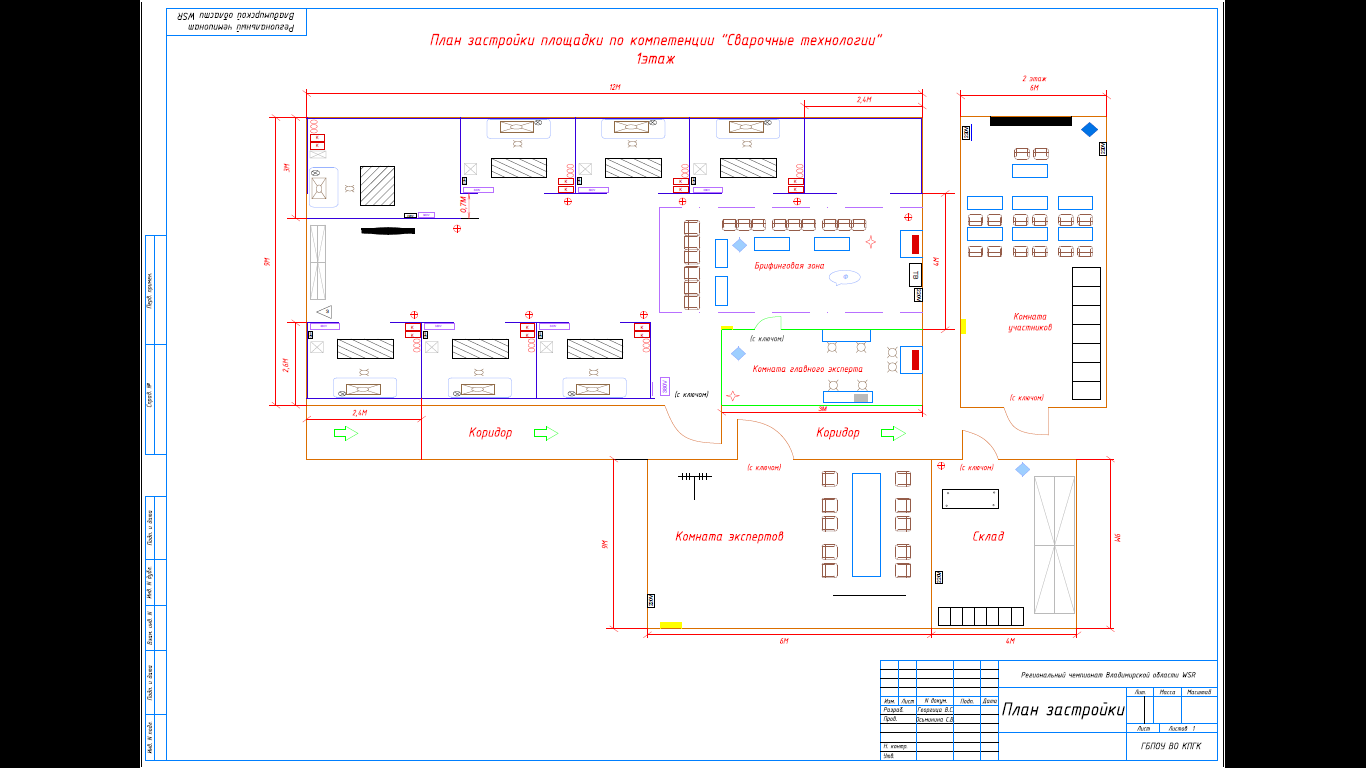 Региональный чемпионат
Владимирской области WSR
План застройки площадки по компетенции "Сварочные технологии"
1этаж
12М
2,4М
2 этаж
6М
3М
0,7М
9М
4М
2,6М
Брифинговая зона
ТВ
(с ключом)
Комната главного эксперта
(с ключом)
3М
2,4М
Комната
участников
(с ключом)
Коридор
Коридор
(с ключом)
(с ключом)
9М
Комната экспертов
Склад
9М
6М
4М
Перв. примен.
Справ. №
Подп. и дата
Инв. № дубл.
Взам. инв. №
Подп. и дата
Инв. № подл.
Региональный чемпионат Владимирской области WSR
Изм.
Лист
N докум.
Подп.
Дата
Разраб.
Георгица В.С.
Пров.
Осьминина С.В
Н. контр.
Утв.
План застройки
Лит.
Масса
Масштаб
Лист
Листов 1
ГБПОУ ВО КПГК